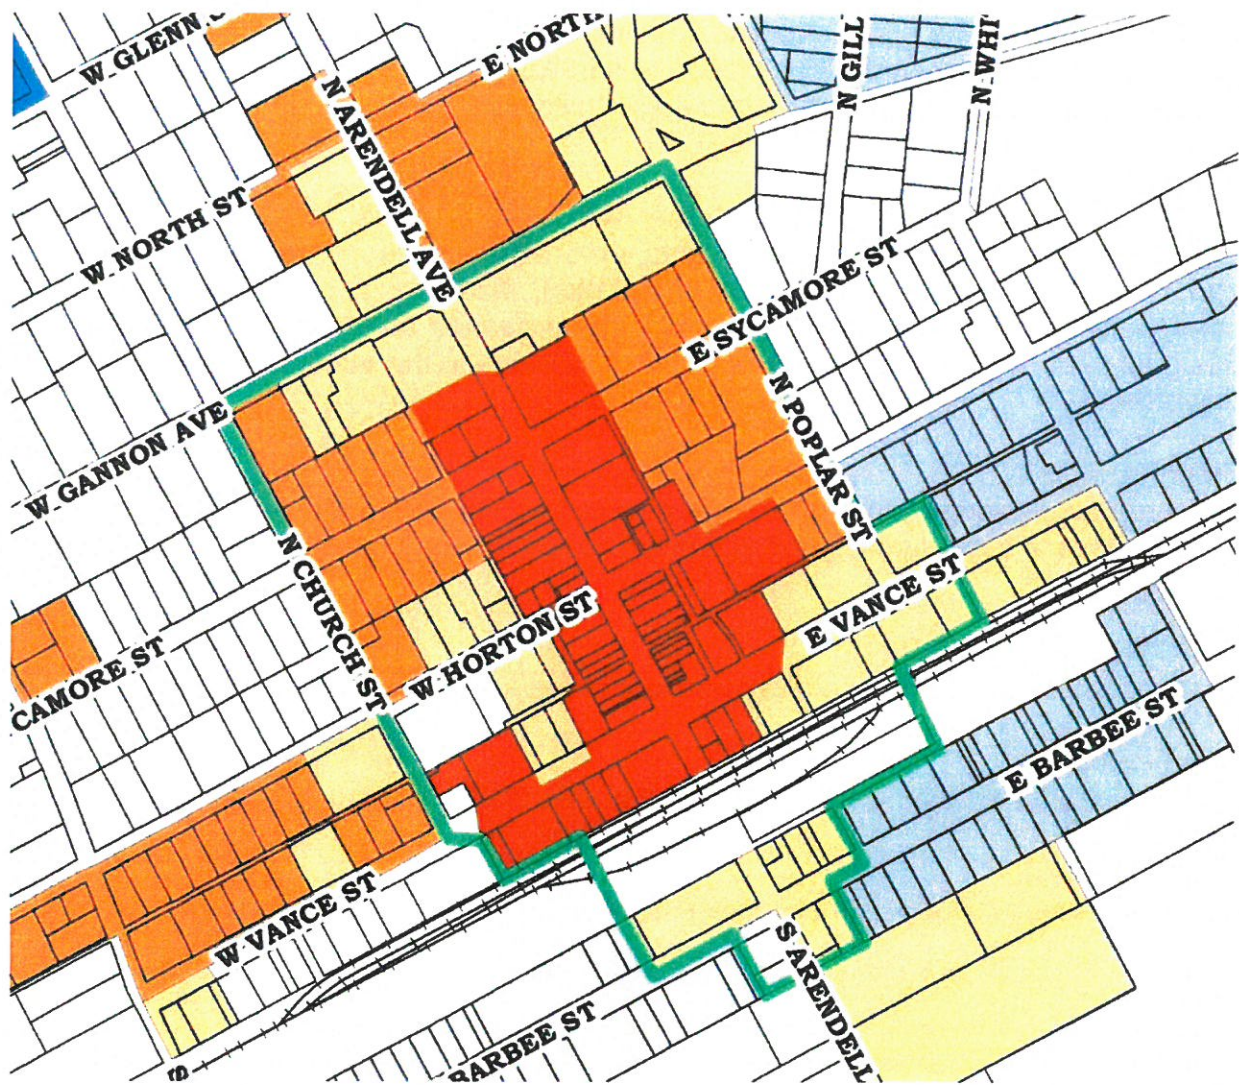 W GLENN S
E NORTH
N GILL
N WHI
N ARENDELL AVE
W NORTH ST
E SYCAMORE ST
W GANNON AVE
N POPLAR ST
N CHURCH ST
E VANCE ST
W HORTON ST
CAMORE ST
E BARBEE ST
W VANCE ST
S ARENDELL
BARBEE ST